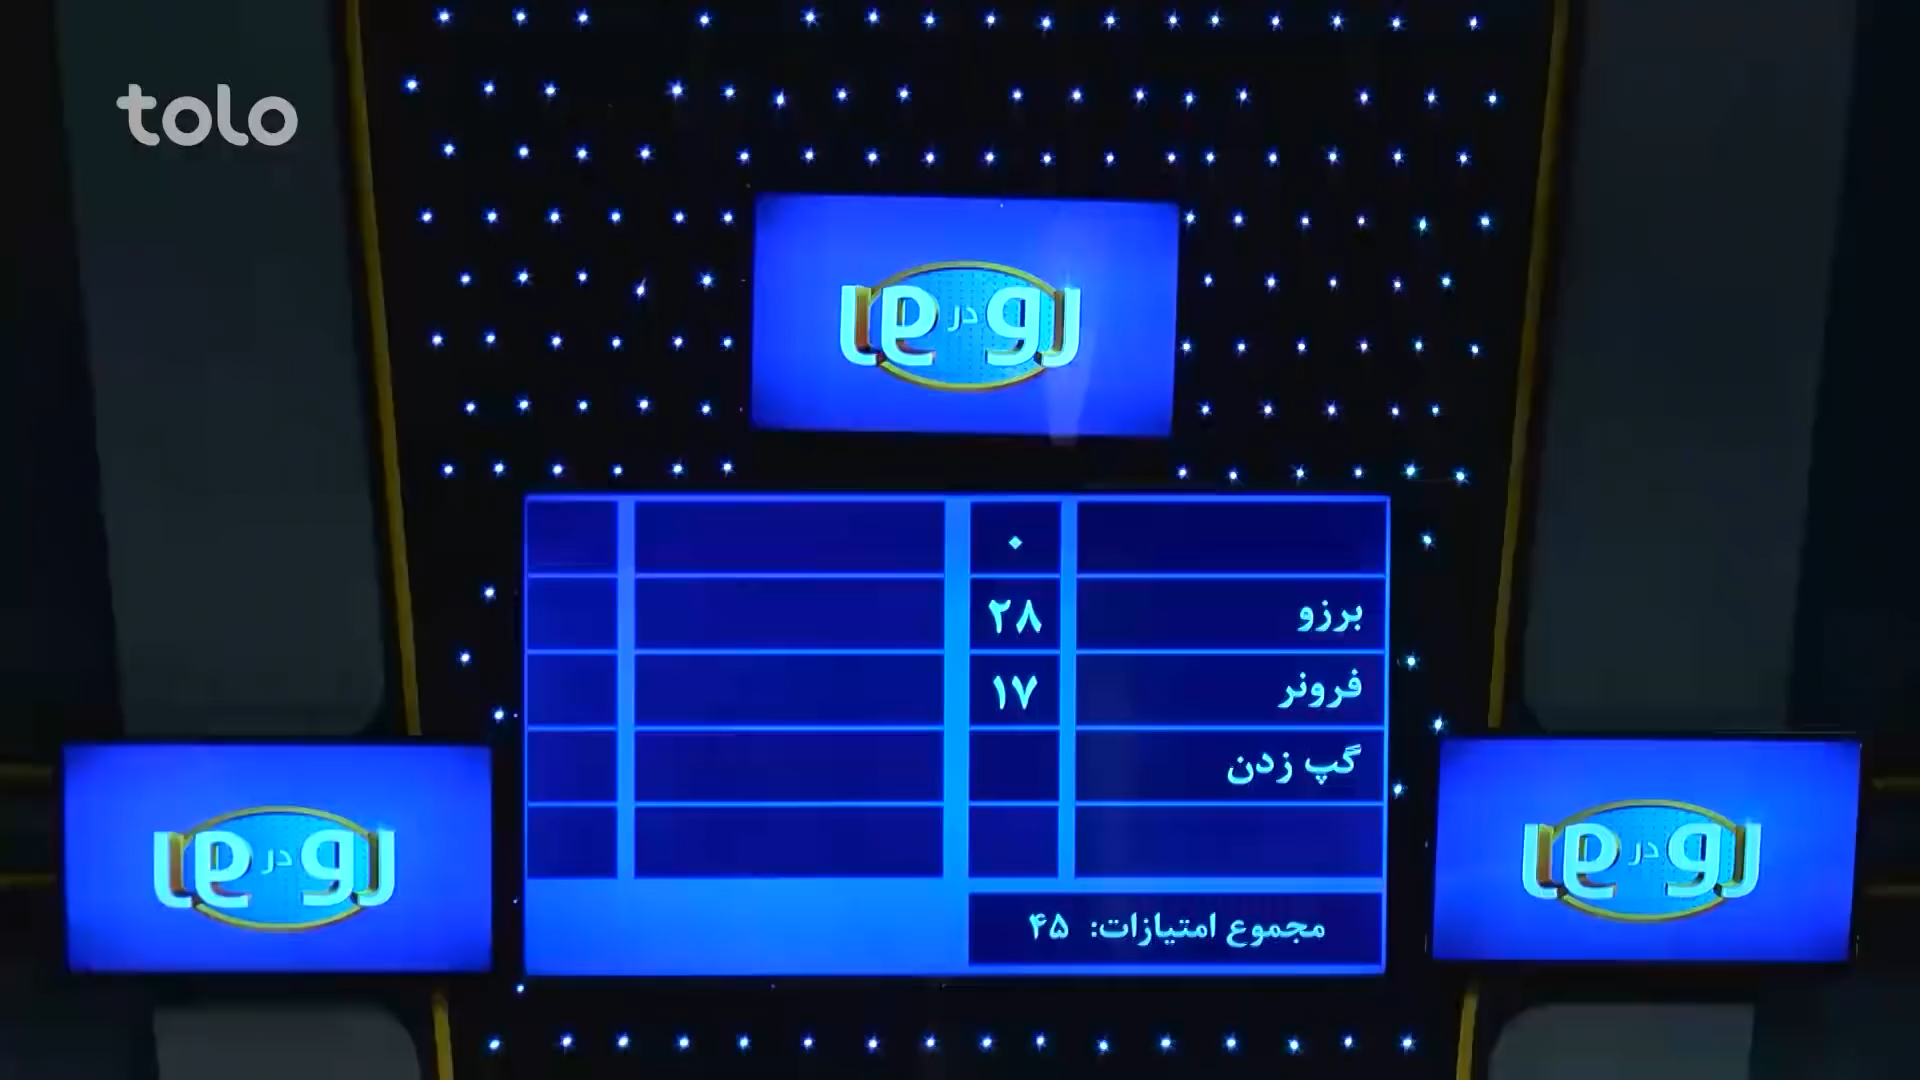 tolo
رو در رو
۰
برزو ۲۸
فرونر ۱۷
گپ زدن
مجموع امتیازات: ۴۵
رو در رو
رو در رو